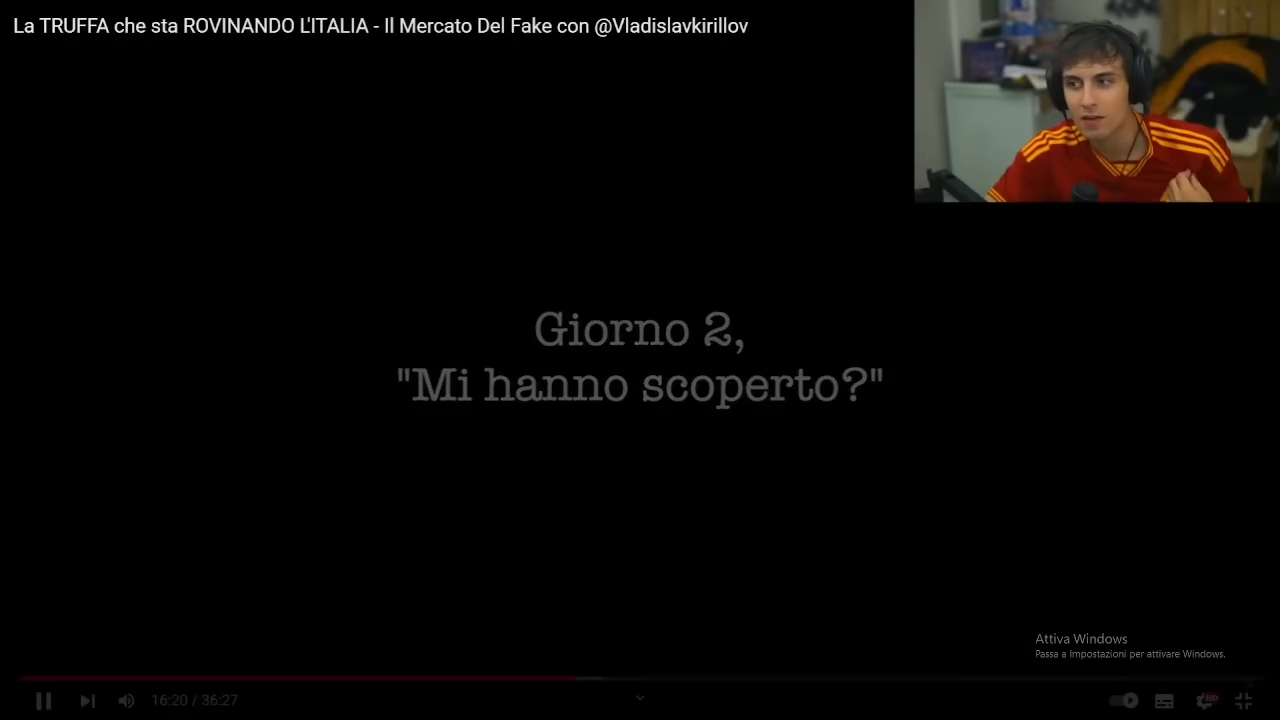 La TRUFFA che sta ROVINANDO L'ITALIA - Il Mercato Del Fake con @Vladislavkirillov
Giorno 2,
"Mi hanno scoperto?"
Attiva Windows
Passa a Impostazioni per attivare Windows.
16:20 / 36:27
HD